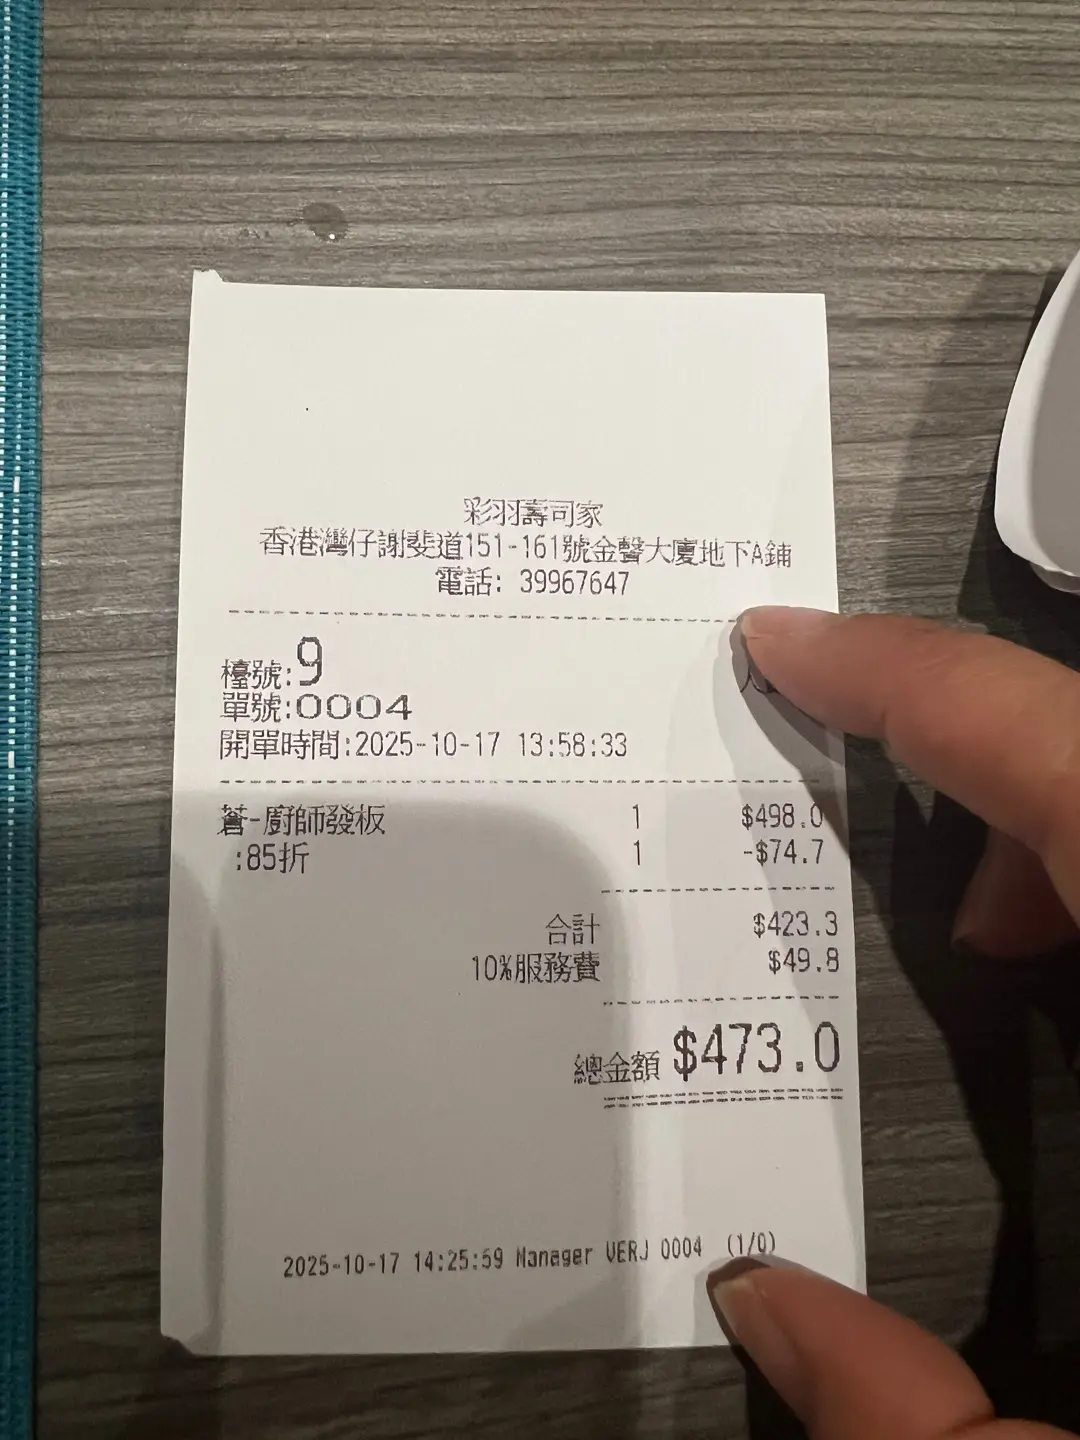 彩羽壽司家
香港灣仔謝斐道151-161號金聲大廈地下A鋪
電話: 39967647
檯號:9
單號:0004
開單時間:2025-10-17 13:58:33
蒼-廚師發板 1 $498.0
:85折 1 -$74.7
合計 $423.3
10%服務費 $49.8
總金額 $473.0
2025-10-17 14:25:59 Manager VERJ 0004 (1/0)